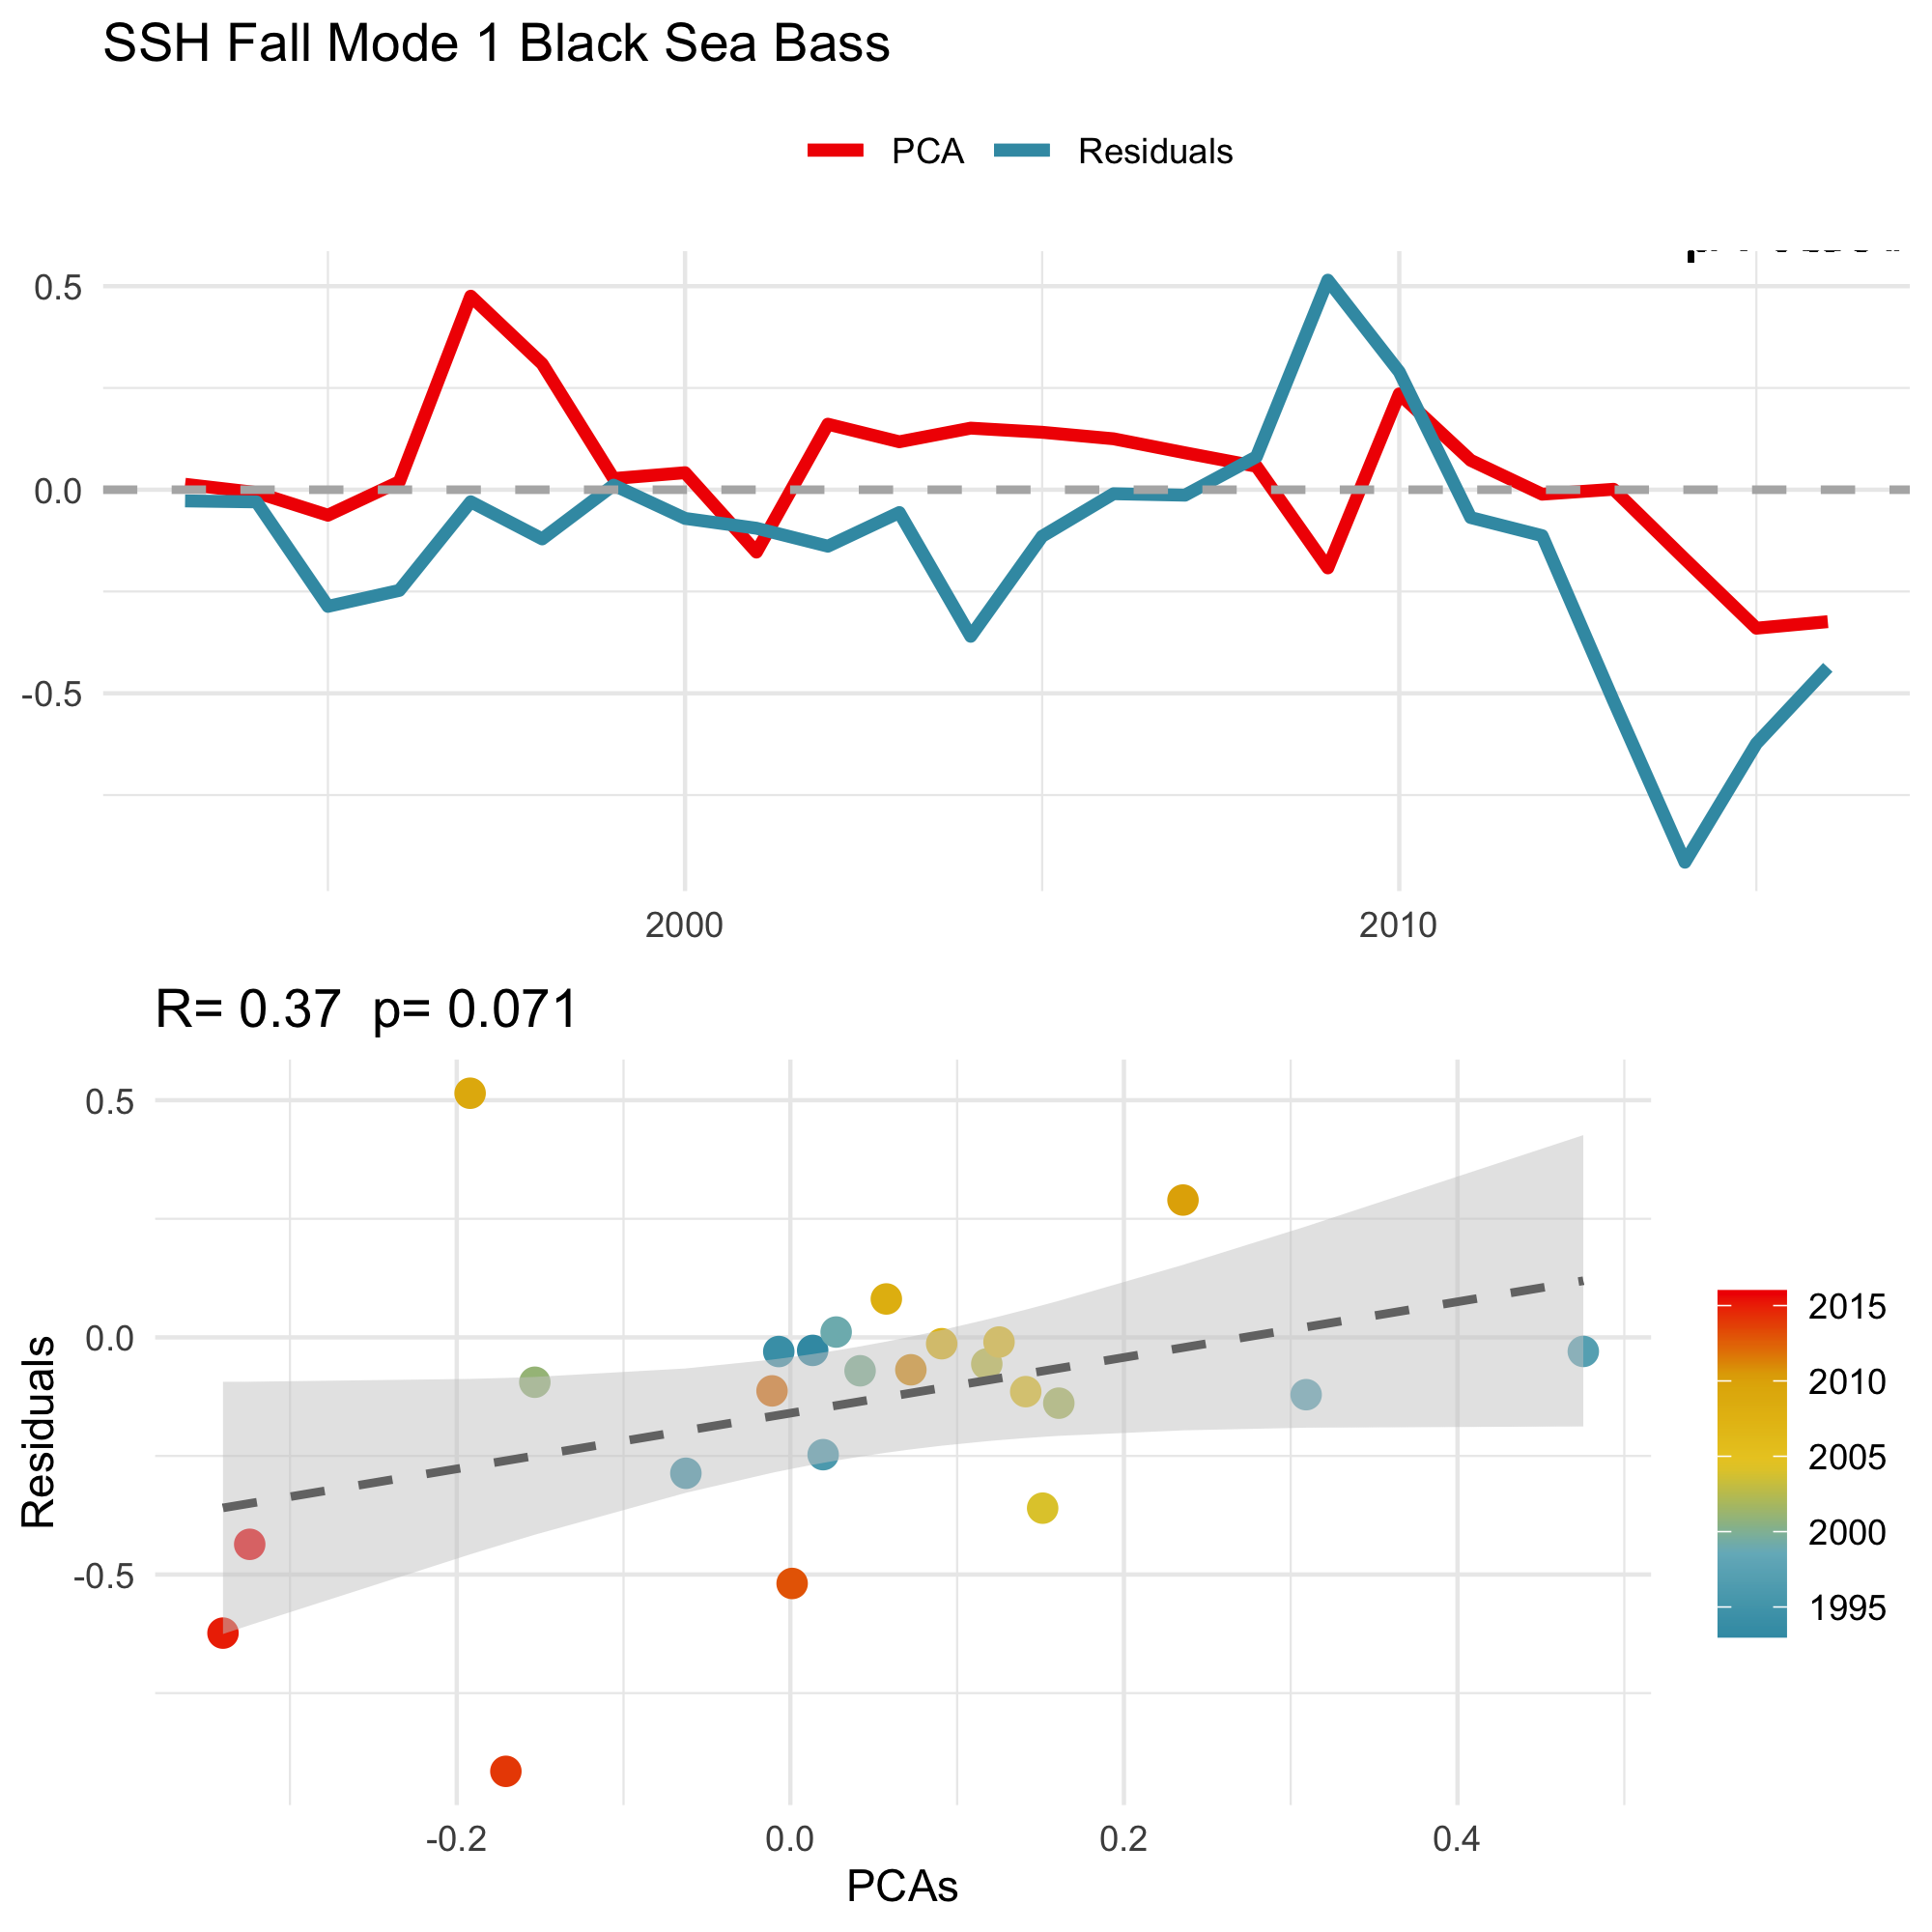 SSH Fall Mode 1 Black Sea Bass
PCA Residuals
0.5
0.0
-0.5
2000 2010
R= 0.37 p= 0.071
0.5
0.0
-0.5
Residuals
-0.2 0.0 0.2 0.4
PCAs
2015
2010
2005
2000
1995